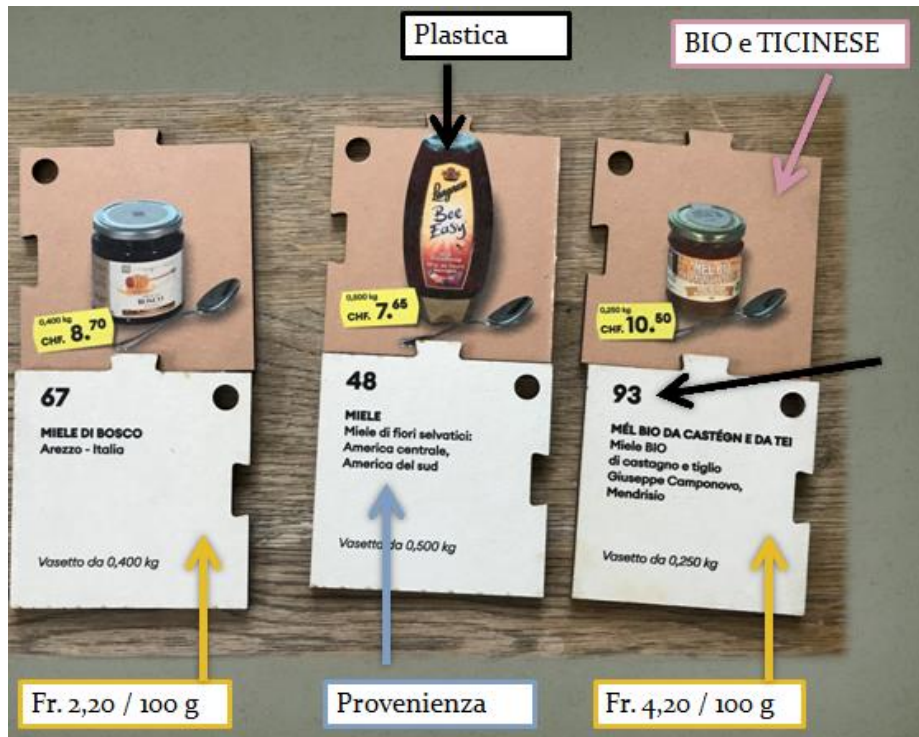 Plastica
BIO e TICINESE
BOSCO
0,400 kg
CHF. 8.70
Langnese
Bee
Easy
0,500 kg
CHF. 7.65
MÉL BIO
0,250 kg
CHF. 10.50
67
MIELE DI BOSCO
Arezzo - Italia
Vasetto da 0,400 kg
48
MIELE
Miele di fiori selvatici:
America centrale,
America del sud
Vasetto da 0,500 kg
93
MÉL BIO DA CASTÉGN E DA TEI
Miele BIO
di castagno e tiglio
Giuseppe Camponovo,
Mendrisio
Vasetto da 0,250 kg
Fr. 2,20 / 100 g
Provenienza
Fr. 4,20 / 100 g